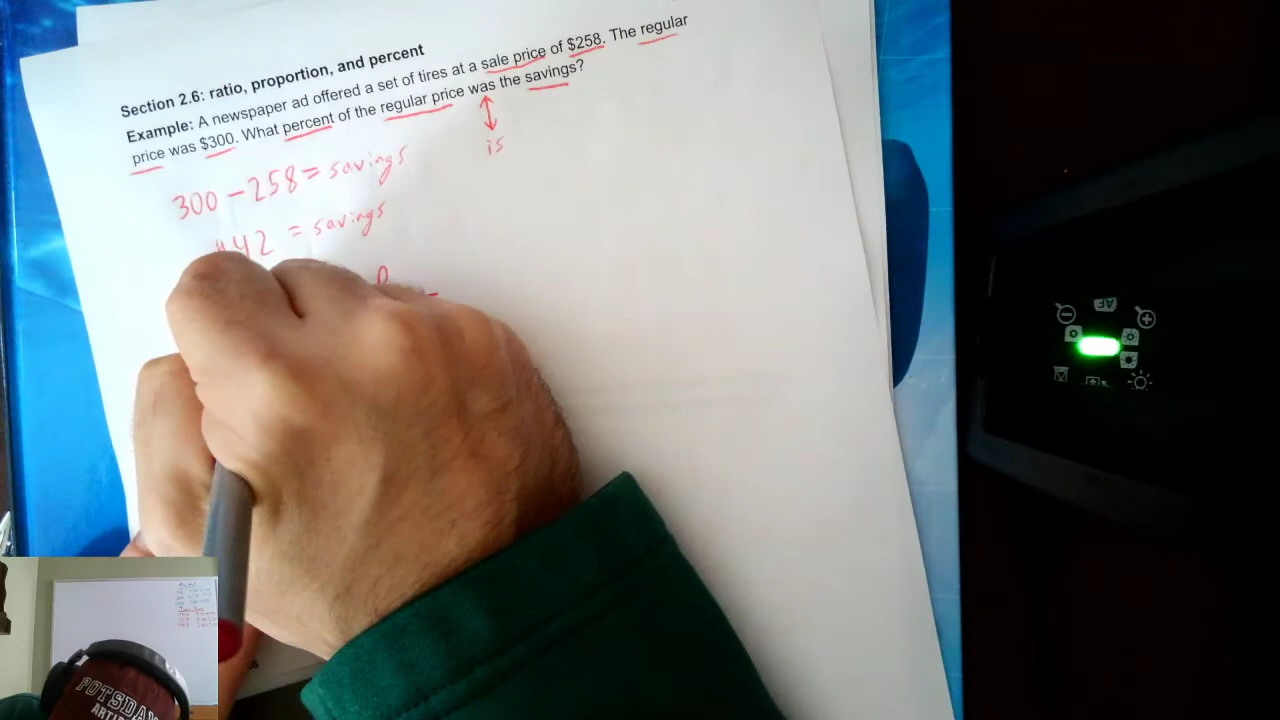 Section 2.6: ratio, proportion, and percent
Example: A newspaper ad offered a set of tires at a sale price of $258. The regular
price was $300. What percent of the regular price was the savings?
is
300 - 258 = savings
42 = savings
P
AF
POTSDAM